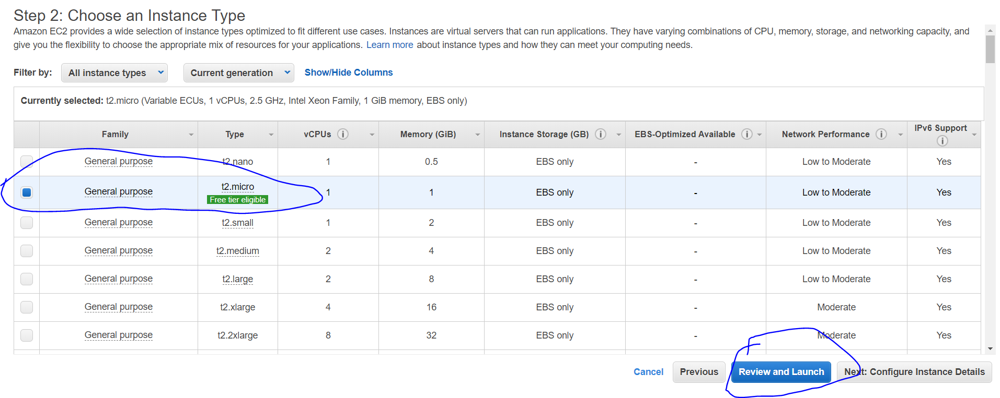 Step 2: Choose an Instance Type
Amazon EC2 provides a wide selection of instance types optimized to fit different use cases. Instances are virtual servers that can run applications. They have varying combinations of CPU, memory, storage, and networking capacity, and
give you the flexibility to choose the appropriate mix of resources for your applications. Learn more about instance types and how they can meet your computing needs.
Filter by: All instance types Current generation Show/Hide Columns
Currently selected: t2.micro (Variable ECUs, 1 vCPUs, 2.5 GHz, Intel Xeon Family, 1 GiB memory, EBS only)
Family Type vCPUs Memory (GiB) Instance Storage (GB) EBS-Optimized Available Network Performance IPv6 Support
General purpose t2.nano 1 0.5 EBS only - Low to Moderate Yes
General purpose t2.micro 1 1 EBS only - Low to Moderate Yes
Free tier eligible
General purpose t2.small 1 2 EBS only - Low to Moderate Yes
General purpose t2.medium 2 4 EBS only - Low to Moderate Yes
General purpose t2.large 2 8 EBS only - Low to Moderate Yes
General purpose t2.xlarge 4 16 EBS only - Moderate Yes
General purpose t2.2xlarge 8 32 EBS only - Moderate Yes
Cancel Previous Review and Launch Next: Configure Instance Details